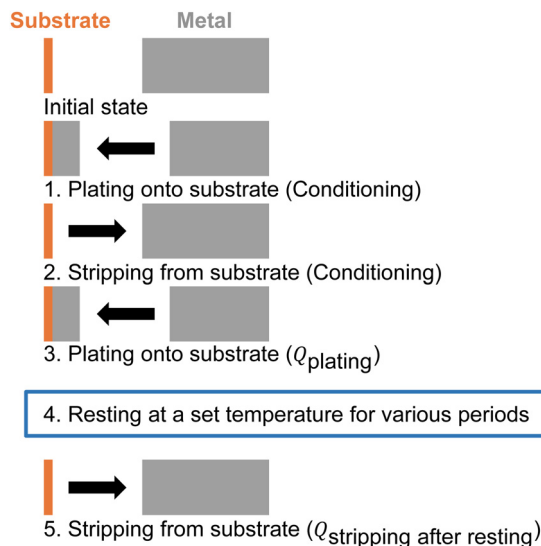 Substrate Metal
Initial state
1. Plating onto substrate (Conditioning)
2. Stripping from substrate (Conditioning)
3. Plating onto substrate (Qplating)
4. Resting at a set temperature for various periods
5. Stripping from substrate (Qstripping after resting)